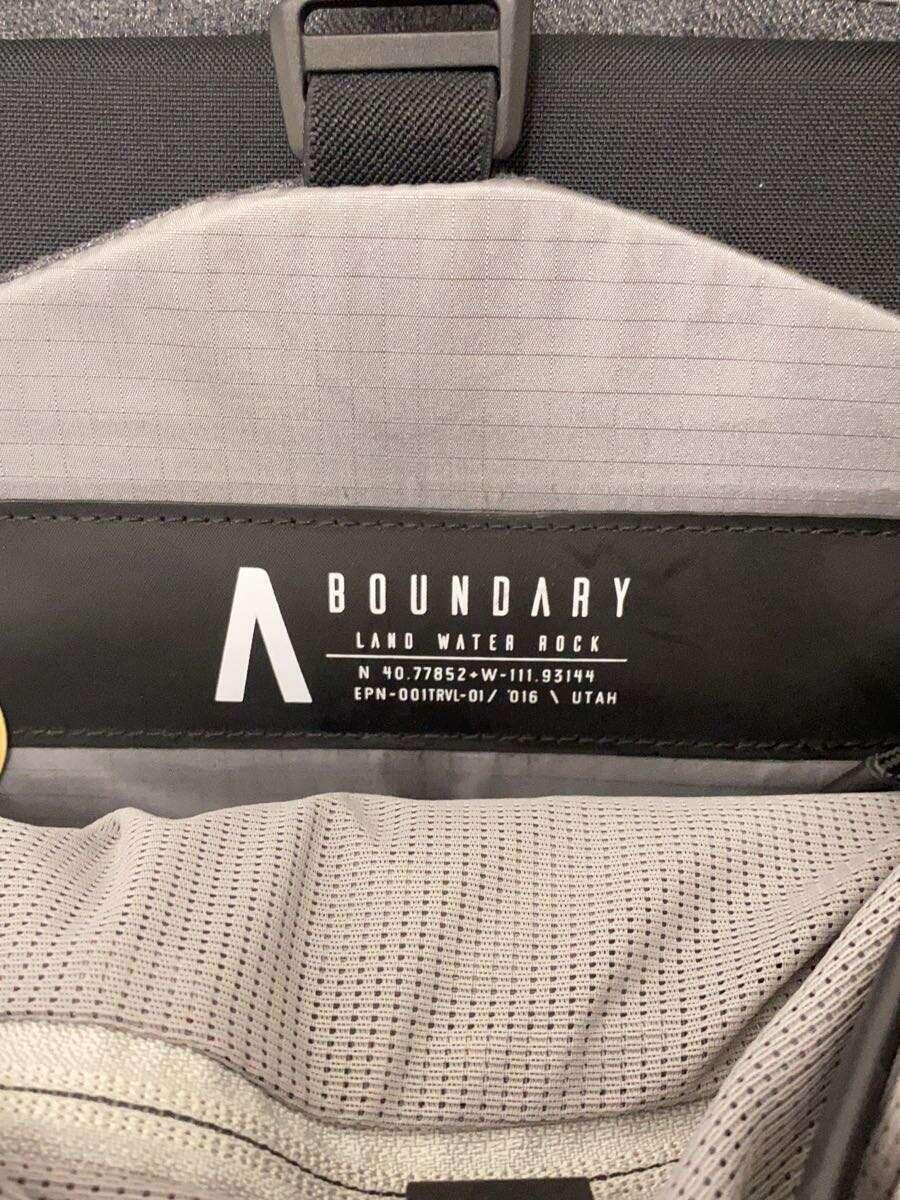 BOUNDARY
LAND WATER ROCK
N 40.77852+W-111.93144
EPN-001TRVL-01/ '016 \ UTAH